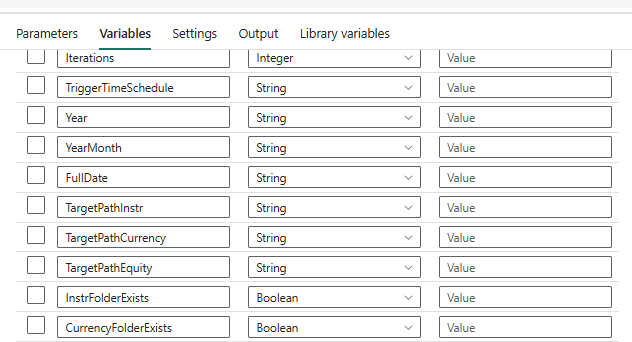 Parameters Variables Settings Output Library variables
Iterations Integer Value
TriggerTimeSchedule String Value
Year String Value
YearMonth String Value
FullDate String Value
TargetPathInstr String Value
TargetPathCurrency String Value
TargetPathEquity String Value
InstrFolderExists Boolean Value
CurrencyFolderExists Boolean Value